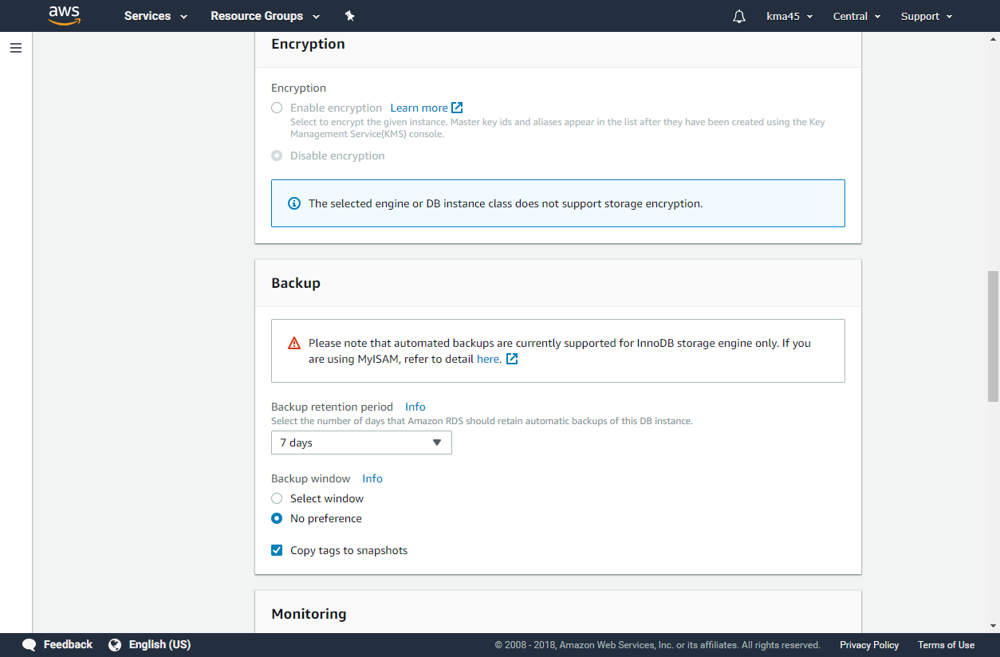 aws
Services
Resource Groups
kma45
Central
Support
Encryption
Encryption
Enable encryption Learn more
Select to encrypt the given instance. Master key ids and aliases appear in the list after they have been created using the Key
Management Service(KMS) console.
Disable encryption
The selected engine or DB instance class does not support storage encryption.
Backup
Please note that automated backups are currently supported for InnoDB storage engine only. If you
are using MyISAM, refer to detail here.
Backup retention period Info
Select the number of days that Amazon RDS should retain automatic backups of this DB instance.
7 days
Backup window Info
Select window
No preference
Copy tags to snapshots
Monitoring
Feedback
English (US)
© 2008 - 2018, Amazon Web Services, Inc. or its affiliates. All rights reserved.
Privacy Policy
Terms of Use